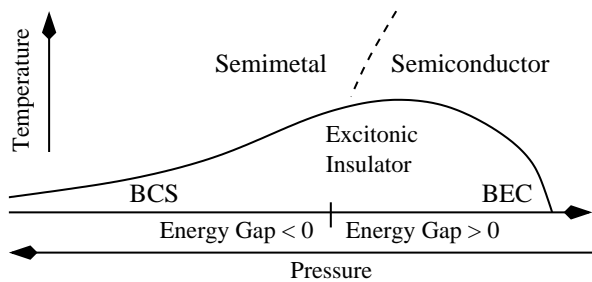 Temperature
Semimetal
Semiconductor
Excitonic
Insulator
BCS
BEC
Energy Gap < 0
Energy Gap > 0
Pressure